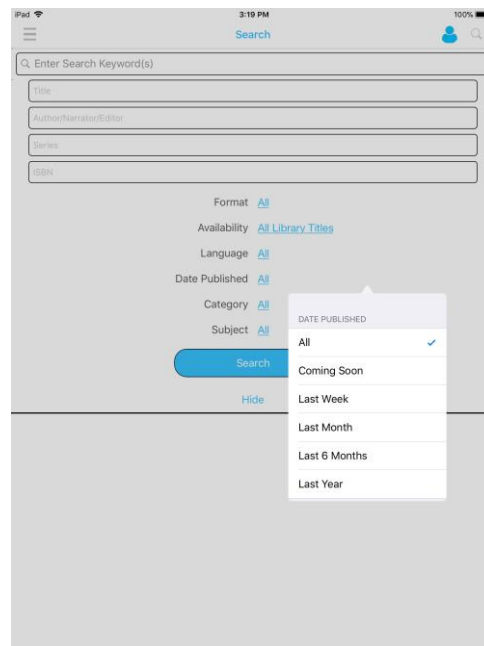 iPad 3:19 PM 100%
Search
Enter Search Keyword(s)
Title
Author/Narrator/Editor
Series
ISBN
Format All
Availability All Library Titles
Language All
Date Published All
Category All
Subject All
Search
Hide
DATE PUBLISHED
All
Coming Soon
Last Week
Last Month
Last 6 Months
Last Year